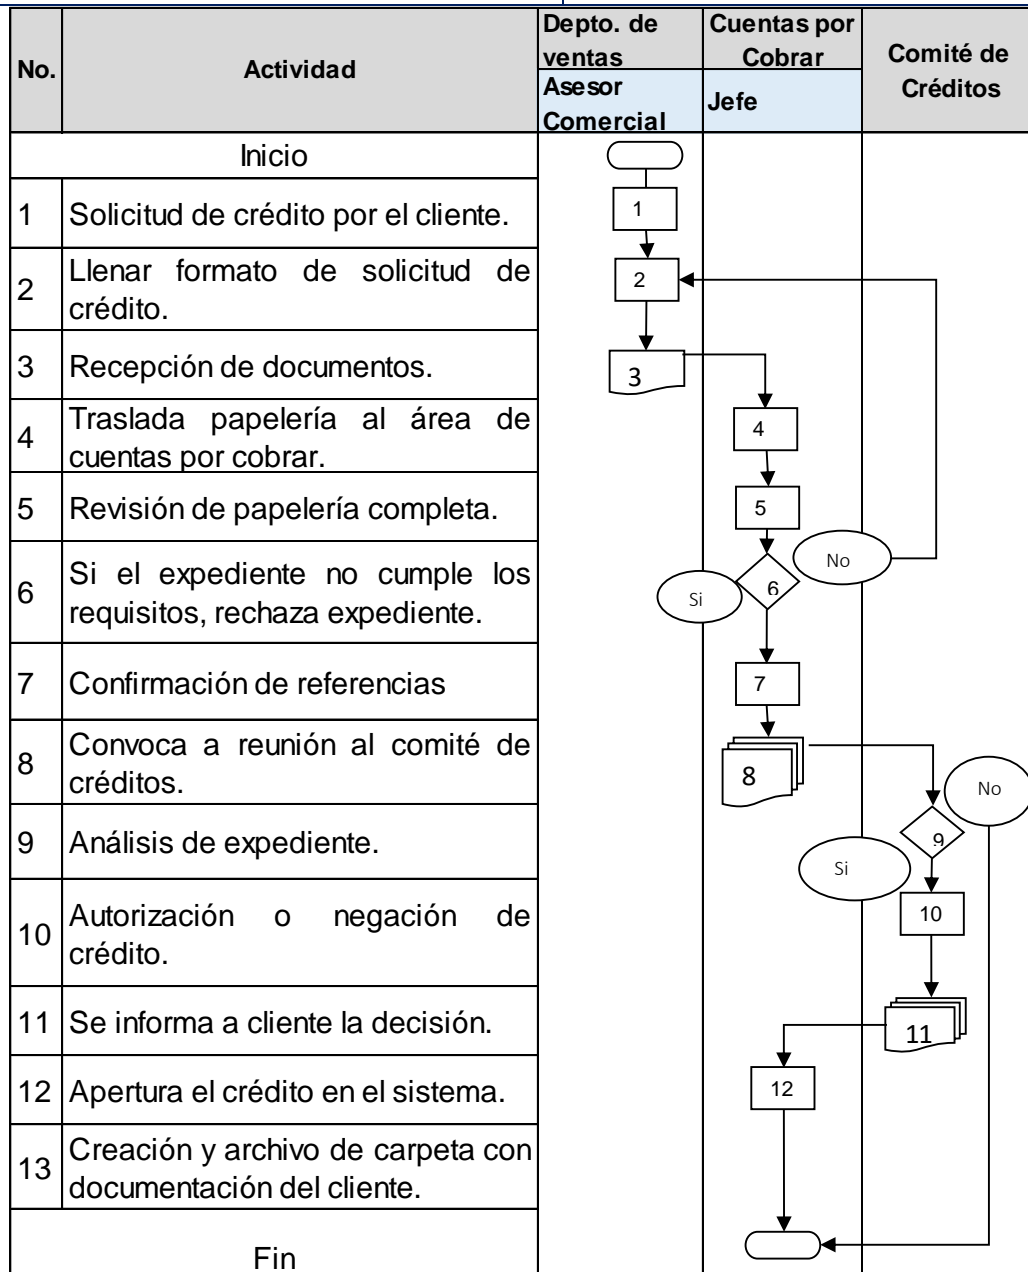 No.
Actividad
Depto. de
ventas
Cuentas por
Cobrar
Comité de
Créditos
Asesor
Comercial
Jefe
Inicio
1 Solicitud de crédito por el cliente.
1
2 Llenar formato de solicitud de
crédito.
2
3 Recepción de documentos.
3
4 Traslada papelería al área de
cuentas por cobrar.
4
5 Revisión de papelería completa.
5
6 Si el expediente no cumple los
requisitos, rechaza expediente.
Si
6
No
7 Confirmación de referencias
7
8 Convoca a reunión al comité de
créditos.
8
No
9 Análisis de expediente.
9
Si
10 Autorización o negación de
crédito.
10
11 Se informa a cliente la decisión.
11
12 Apertura el crédito en el sistema.
12
13 Creación y archivo de carpeta con
documentación del cliente.
Fin